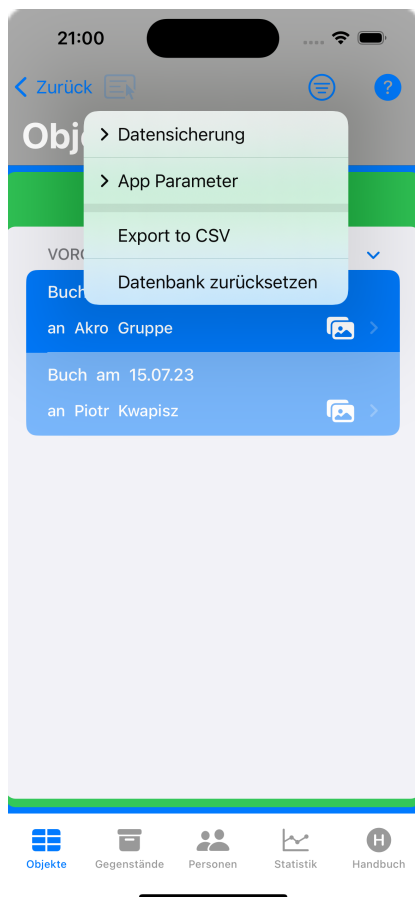 21:00
Zurück
?
Obj
Datensicherung
App Parameter
Export to CSV
Datenbank zurücksetzen
VOR
Buch
an Akro Gruppe
Buch am 15.07.23
an Piotr Kwapisz
Objekte
Gegenstände
Personen
Statistik
H
Handbuch